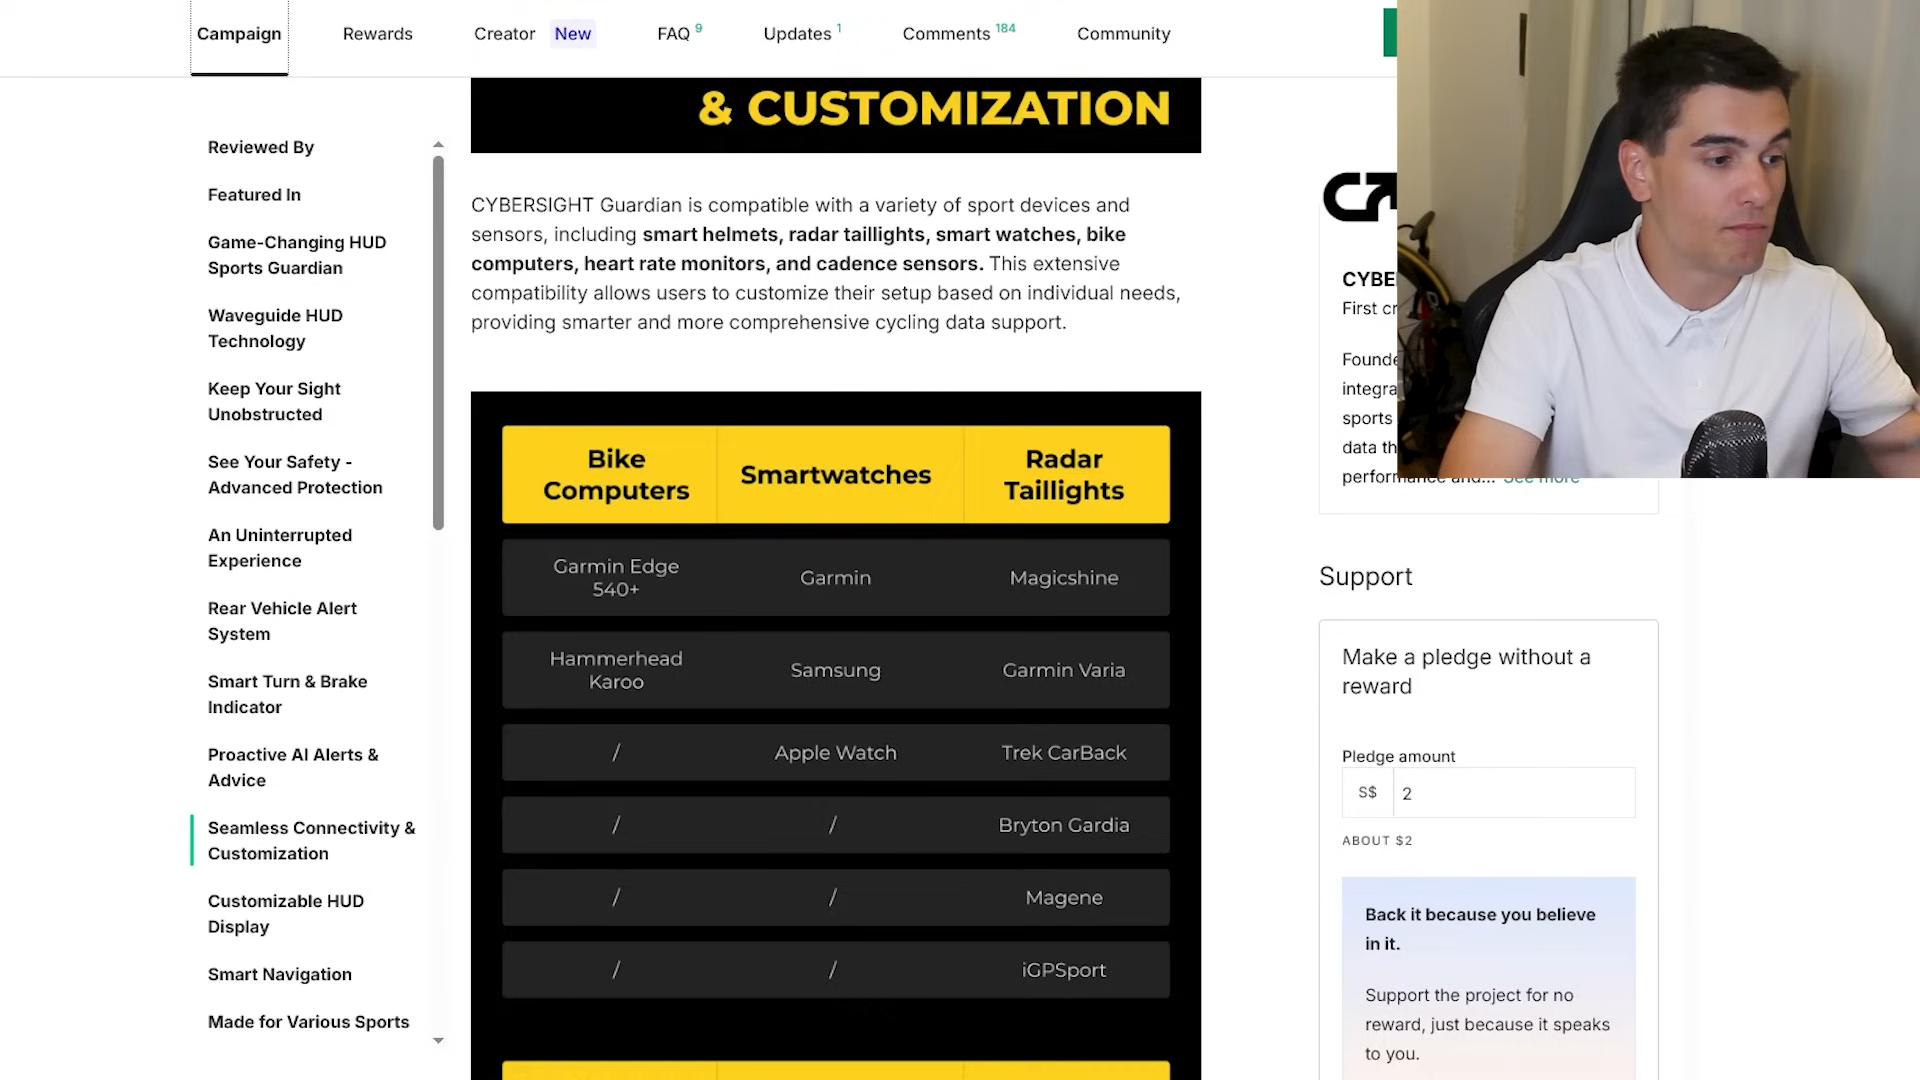 Campaign
Rewards
Creator New
FAQ 9
Updates 1
Comments 184
Community
Reviewed By
Featured In
Game-Changing HUD
Sports Guardian
Waveguide HUD
Technology
Keep Your Sight
Unobstructed
See Your Safety -
Advanced Protection
An Uninterrupted
Experience
Rear Vehicle Alert
System
Smart Turn & Brake
Indicator
Proactive AI Alerts &
Advice
Seamless Connectivity &
Customization
Customizable HUD
Display
Smart Navigation
Made for Various Sports
& CUSTOMIZATION
CYBERSIGHT Guardian is compatible with a variety of sport devices and
sensors, including smart helmets, radar taillights, smart watches, bike
computers, heart rate monitors, and cadence sensors. This extensive
compatibility allows users to customize their setup based on individual needs,
providing smarter and more comprehensive cycling data support.
Bike
Computers
Smartwatches
Radar
Taillights
Garmin Edge
540+
Garmin
Magicshine
Hammerhead
Karoo
Samsung
Garmin Varia
/
Apple Watch
Trek CarBack
/
/
Bryton Gardia
/
/
Magene
/
/
iGPSport
CYBE
First cr
Founde
integra
sports
data th
performance and... See more
Support
Make a pledge without a
reward
Pledge amount
S$ 2
ABOUT $2
Back it because you believe
in it.
Support the project for no
reward, just because it speaks
to you.